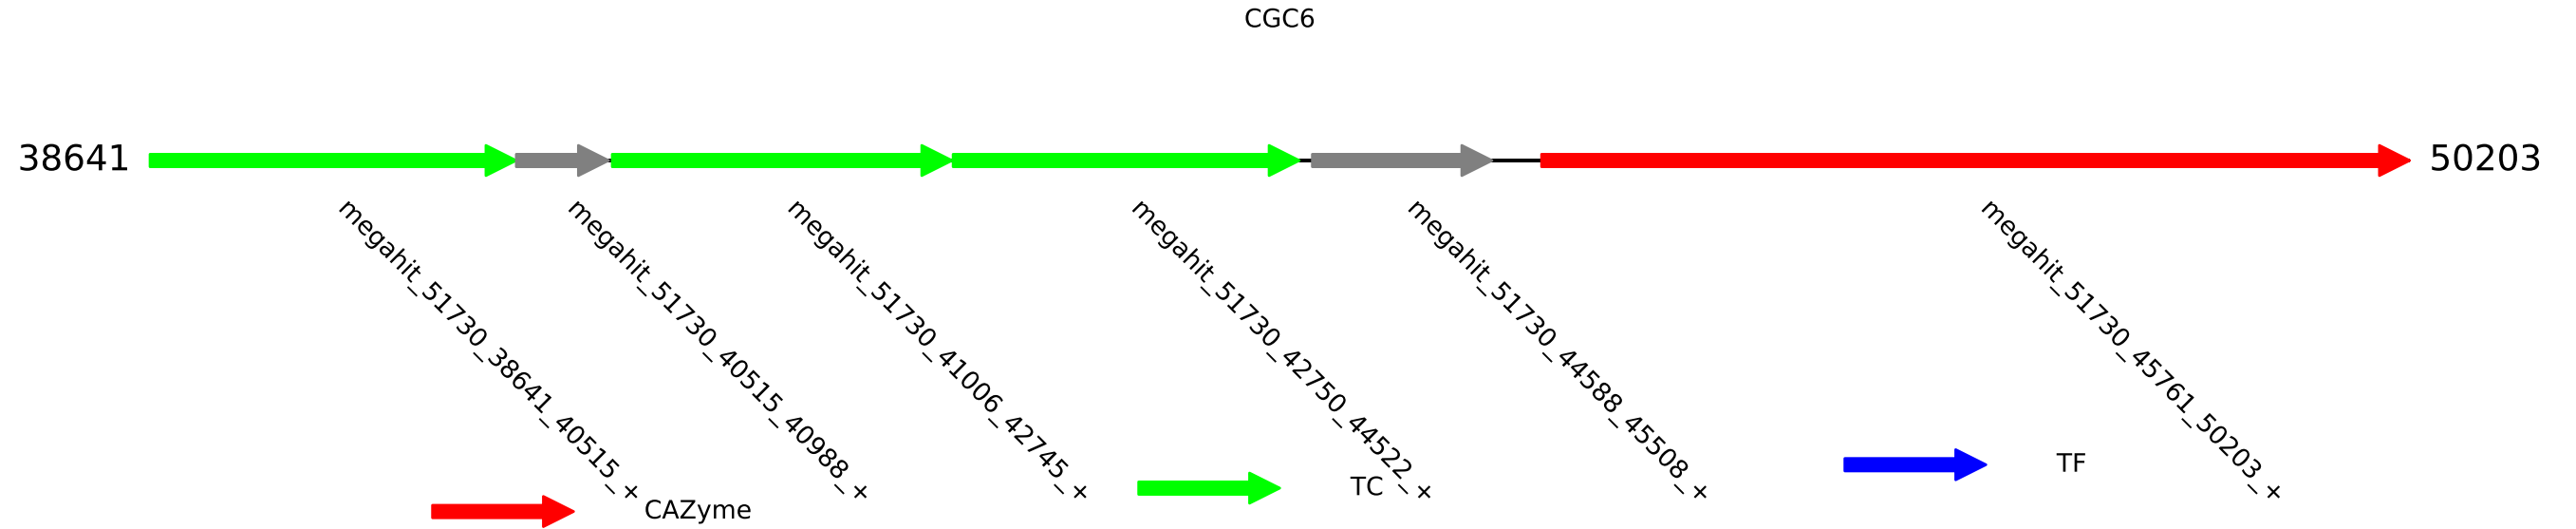 CGC6
38641
50203
megahit_51730_38641_40515_+
megahit_51730_40515_40988_+
megahit_51730_41006_42745_+
megahit_51730_42750_44522_+
megahit_51730_44588_45508_+
megahit_51730_45761_50203_+
CAZyme
TC
TF